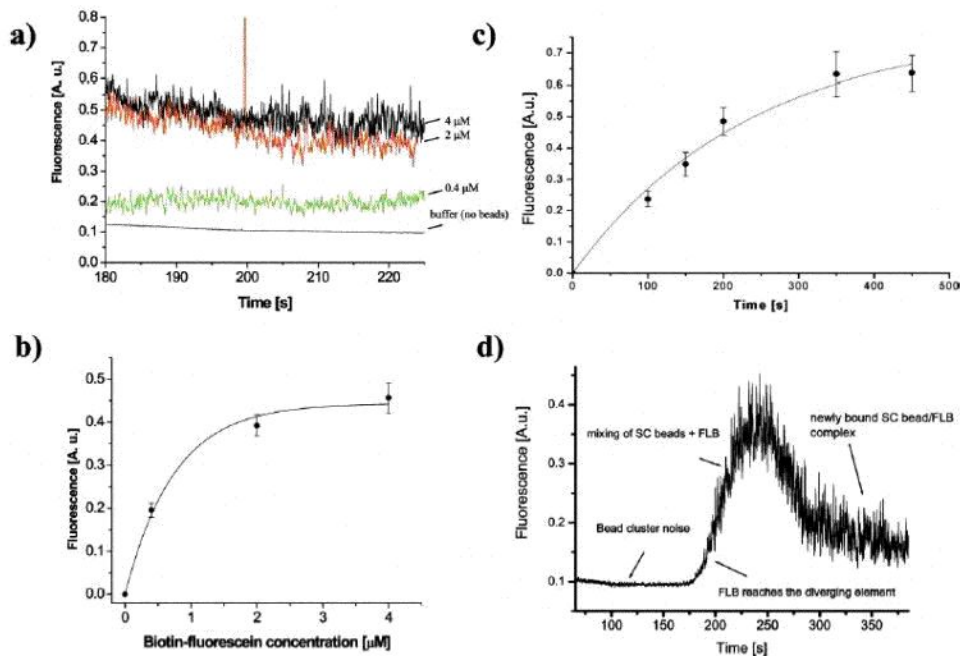 a)
Fluorescence [A. u.]
0.8
0.7
0.6
0.5
0.4
0.3
0.2
0.1
0.0
4 μM
2 μM
0.4 μM
buffer (no beads)
180 190 200 210 220
Time [s]
b)
Fluorescence [A. u.]
0.5
0.4
0.3
0.2
0.1
0.0
0 1 2 3 4
Biotin-fluorescein concentration [μM]
c)
Fluorescence [A.u.]
0.7
0.6
0.5
0.4
0.3
0.2
0.1
0.0
0 100 200 300 400 500
Time [s]
d)
Fluorescence [A.u.]
0.4
0.3
0.2
0.1
mixing of SC beads + FLB
newly bound SC bead/FLB
complex
Bead cluster noise
FLB reaches the diverging element
100 150 200 250 300 350
Time [s]